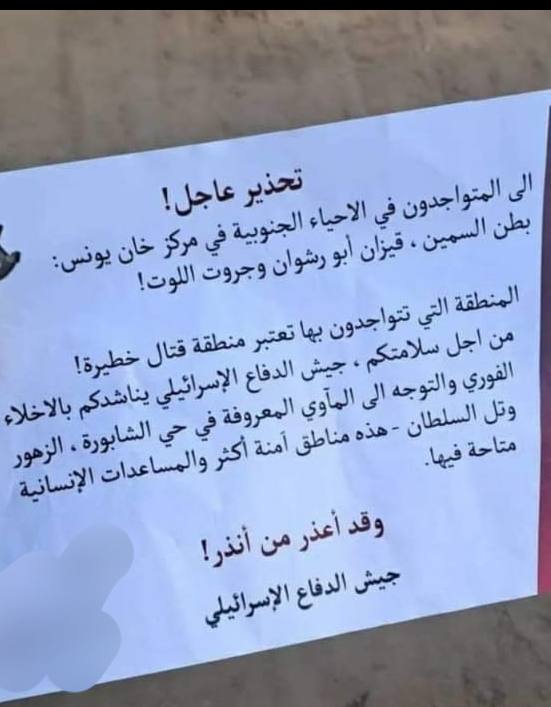 تحذير عاجل!
الى المتواجدون في الاحياء الجنوبية في مركز خان يونس:
بطن السمين ، قيزان أبو رشوان وجروت اللوت!
المنطقة التي تتواجدون بها تعتبر منطقة قتال خطيرة!
من اجل سلامتكم ، جيش الدفاع الإسرائيلي يناشدكم بالاخلاء
الفوري والتوجه الى المآوي المعروفة في حي الشابورة ، الزهور
وتل السلطان - هذه مناطق آمنة أكثر والمساعدات الإنسانية
متاحة فيها.
وقد أعذر من أنذر!
جيش الدفاع الإسرائيلي